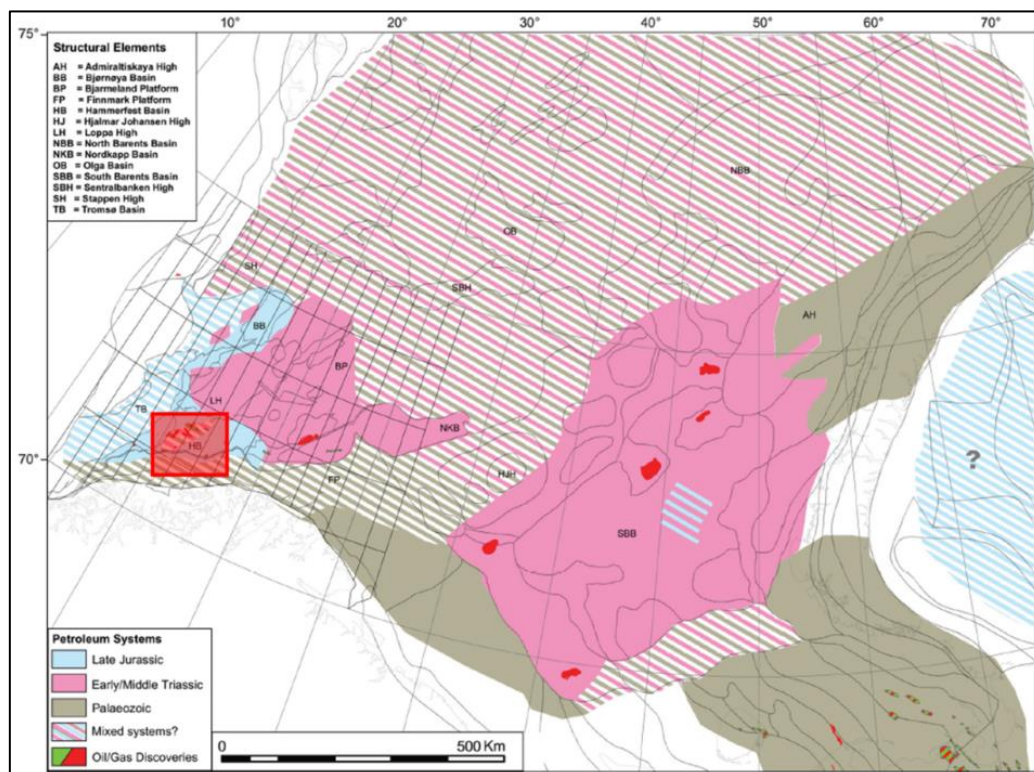 10° 20° 30° 40° 50° 60° 70°
75°
Structural Elements
AH = Admiraltiskaya High
BB = Bjørnøya Basin
BP = Bjarmeland Platform
FP = Finnmark Platform
HB = Hammerfest Basin
HJ = Hjalmar Johansen High
LH = Loppa High
NBB = North Barents Basin
NKB = Nordkapp Basin
OB = Olga Basin
SBB = South Barents Basin
SBH = Sentralbanken High
SH = Stappen High
TB = Tromsø Basin
NBB
OB
SH
SBH
AH
BB
BP
LH
TB
NKB
HB
70°
?
HJH
FP
SBB
Petroleum Systems
Late Jurassic
Early/Middle Triassic
Palaeozoic
Mixed systems?
Oil/Gas Discoveries
0 500 Km